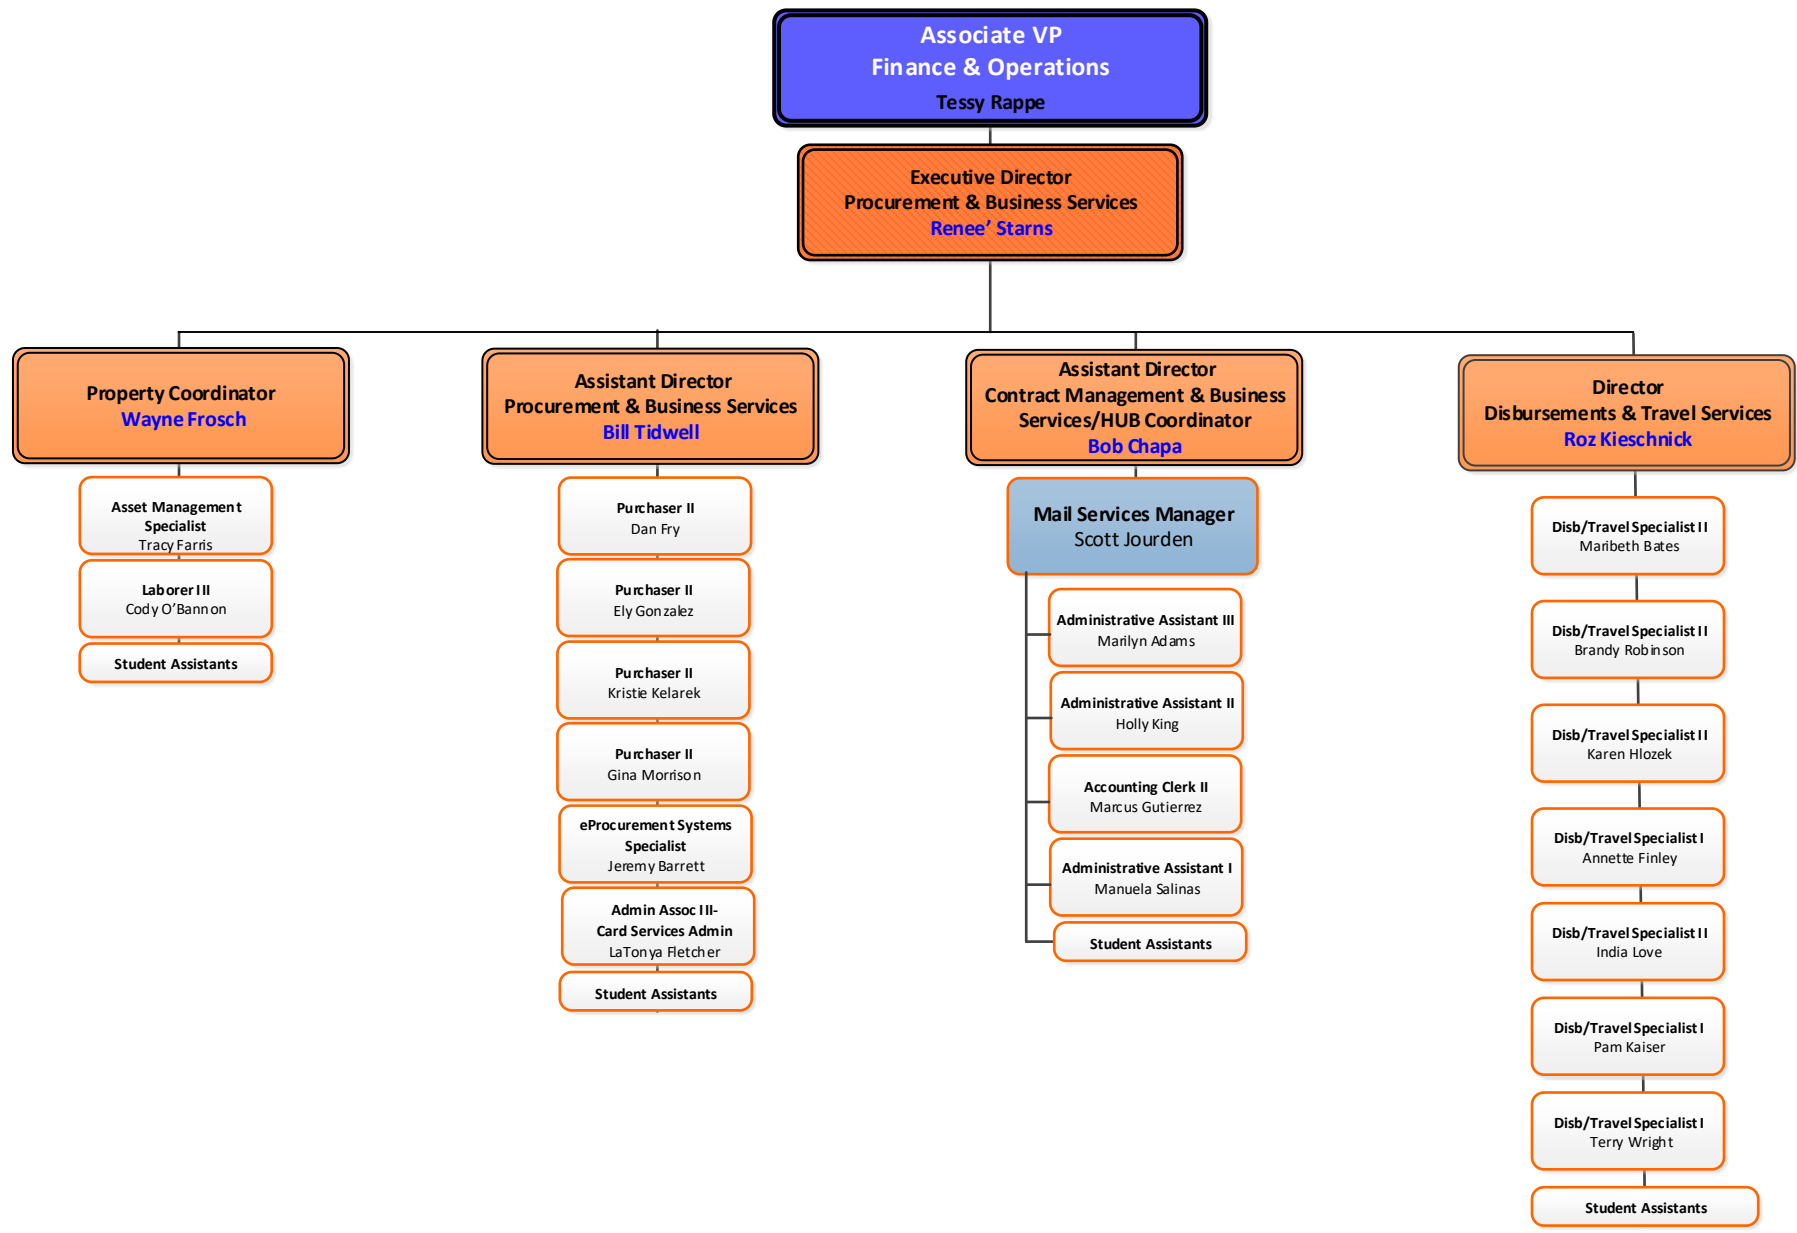 Associate VP
Finance & Operations
Tessy Rappe
Executive Director
Procurement & Business Services
Renee’ Starns
Property Coordinator
Wayne Frosch
Asset Management
Specialist
Tracy Farris
Laborer III
Cody O’Bannon
Student Assistants
Assistant Director
Procurement & Business Services
Bill Tidwell
Purchaser II
Dan Fry
Purchaser II
Ely Gonzalez
Purchaser II
Kristie Kelarek
Purchaser II
Gina Morrison
eProcurement Systems
Specialist
Jeremy Barrett
Admin Assoc III-
Card Services Admin
LaTonya Fletcher
Student Assistants
Assistant Director
Contract Management & Business
Services/HUB Coordinator
Bob Chapa
Mail Services Manager
Scott Jourden
Administrative Assistant III
Marilyn Adams
Administrative Assistant II
Holly King
Accounting Clerk II
Marcus Gutierrez
Administrative Assistant I
Manuela Salinas
Student Assistants
Director
Disbursements & Travel Services
Roz Kieschnick
Disb/Travel Specialist II
Maribeth Bates
Disb/Travel Specialist II
Brandy Robinson
Disb/Travel Specialist II
Karen Hlozek
Disb/Travel Specialist I
Annette Finley
Disb/Travel Specialist II
India Love
Disb/Travel Specialist I
Pam Kaiser
Disb/Travel Specialist I
Terry Wright
Student Assistants